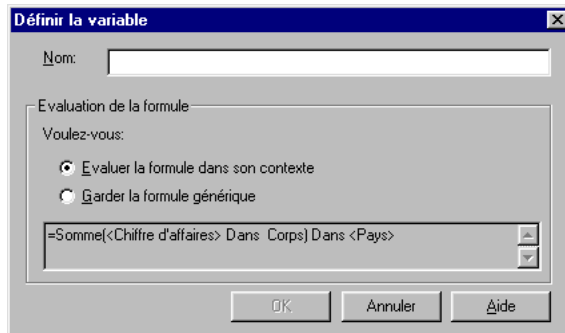 Définir la variable
Nom:
Evaluation de la formule
Voulez-vous:
Evaluer la formule dans son contexte
Garder la formule générique
=Somme(<Chiffre d'affaires> Dans Corps) Dans <Pays>
OK Annuler Aide